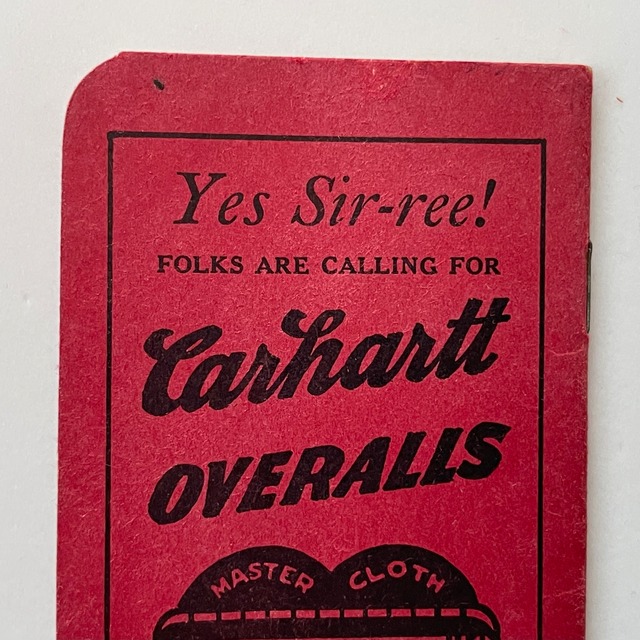 Yes Sir-ree!
FOLKS ARE CALLING FOR
Carhartt
OVERALLS
MASTER CLOTH